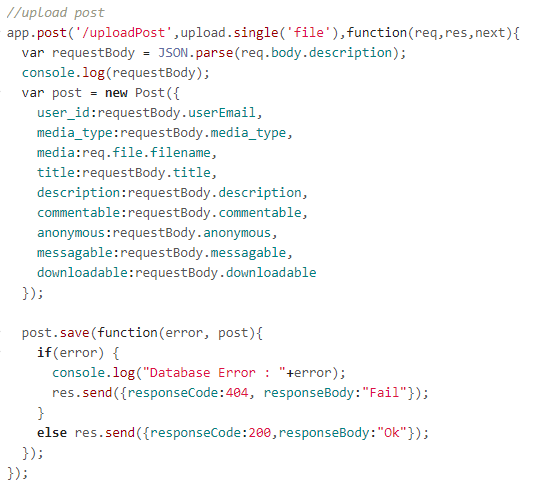 //upload post
app.post('/uploadPost',upload.single('file'),function(req,res,next){
  var requestBody = JSON.parse(req.body.description);
  console.log(requestBody);
  var post = new Post({
    user_id:requestBody.userEmail,
    media_type:requestBody.media_type,
    media:req.file.filename,
    title:requestBody.title,
    description:requestBody.description,
    commentable:requestBody.commentable,
    anonymous:requestBody.anonymous,
    messagable:requestBody.messagable,
    downloadable:requestBody.downloadable
  });

  post.save(function(error, post){
    if(error) {
      console.log("Database Error : "+error);
      res.send({responseCode:404, responseBody:"Fail"});
    }
    else res.send({responseCode:200,responseBody:"Ok"});
  });
});